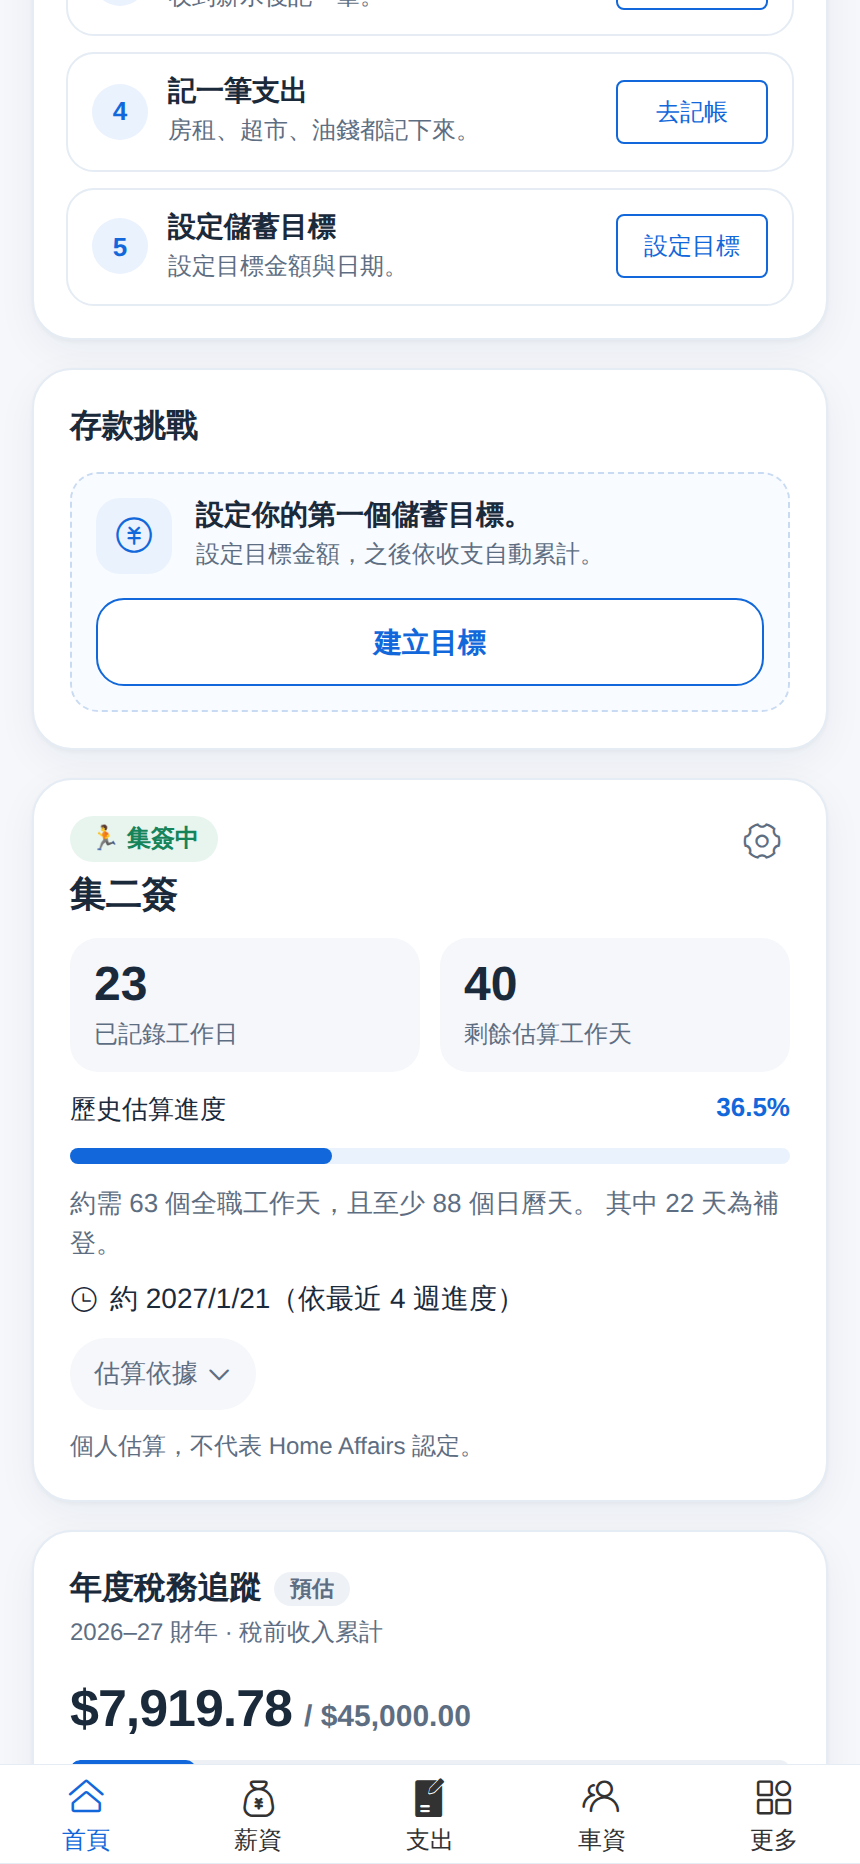 4
記一筆支出
房租、超市、油錢都記下來。
去記帳
5
設定儲蓄目標
設定目標金額與日期。
設定目標
存款挑戰
設定你的第一個儲蓄目標。
設定目標金額，之後依收支自動累計。
建立目標
🏃 集簽中
集二簽
23
已記錄工作日
40
剩餘估算工作天
歷史估算進度
36.5%
約需 63 個全職工作天，且至少 88 個日曆天。 其中 22 天為補
登。
約 2027/1/21（依最近 4 週進度）
估算依據
個人估算，不代表 Home Affairs 認定。
年度稅務追蹤
預估
2026–27 財年 · 稅前收入累計
$7,919.78 / $45,000.00
首頁
薪資
支出
車資
更多